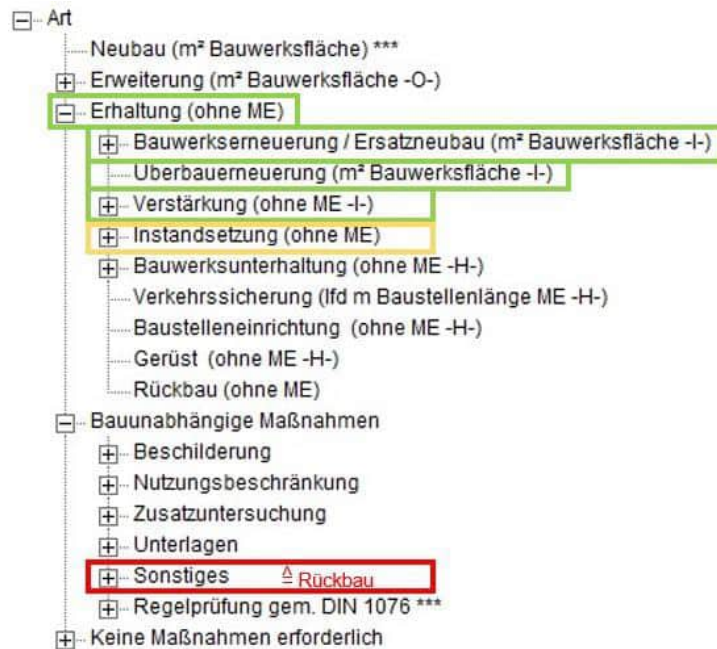 Art
Neubau (m² Bauwerksfläche) ***
Erweiterung (m² Bauwerksfläche -O-)
Erhaltung (ohne ME)
Bauwerkserneuerung / Ersatzneubau (m² Bauwerksfläche -I-)
Überbauerneuerung (m² Bauwerksfläche -I-)
Verstärkung (ohne ME -I-)
Instandsetzung (ohne ME)
Bauwerksunterhaltung (ohne ME -H-)
Verkehrssicherung (lfd m Baustellenlänge ME -H-)
Baustelleneinrichtung (ohne ME -H-)
Gerüst (ohne ME -H-)
Rückbau (ohne ME)
Bauunabhängige Maßnahmen
Beschilderung
Nutzungsbeschränkung
Zusatzuntersuchung
Unterlagen
Sonstiges ≙ Rückbau
Regelprüfung gem. DIN 1076 ***
Keine Maßnahmen erforderlich